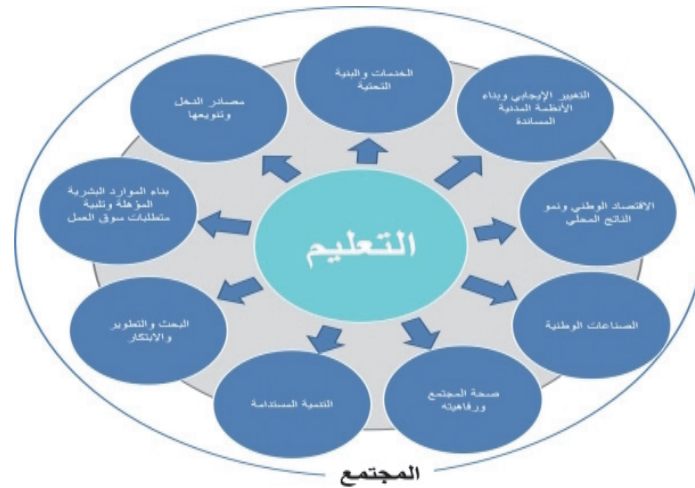 الخدمات والبنية
التحتية
التغيير الإيجابي وبناء
الأنظمة المدنية
المساندة
مصادر الدخل
وتنويعها
الاقتصاد الوطني ونمو
الناتج المحلي
بناء الموارد البشرية
المؤهلة وتلبية
متطلبات سوق العمل
التعليم
الصناعات الوطنية
البحث والتطوير
والابتكار
صحة المجتمع
ورفاهيته
التنمية المستدامة
المجتمع